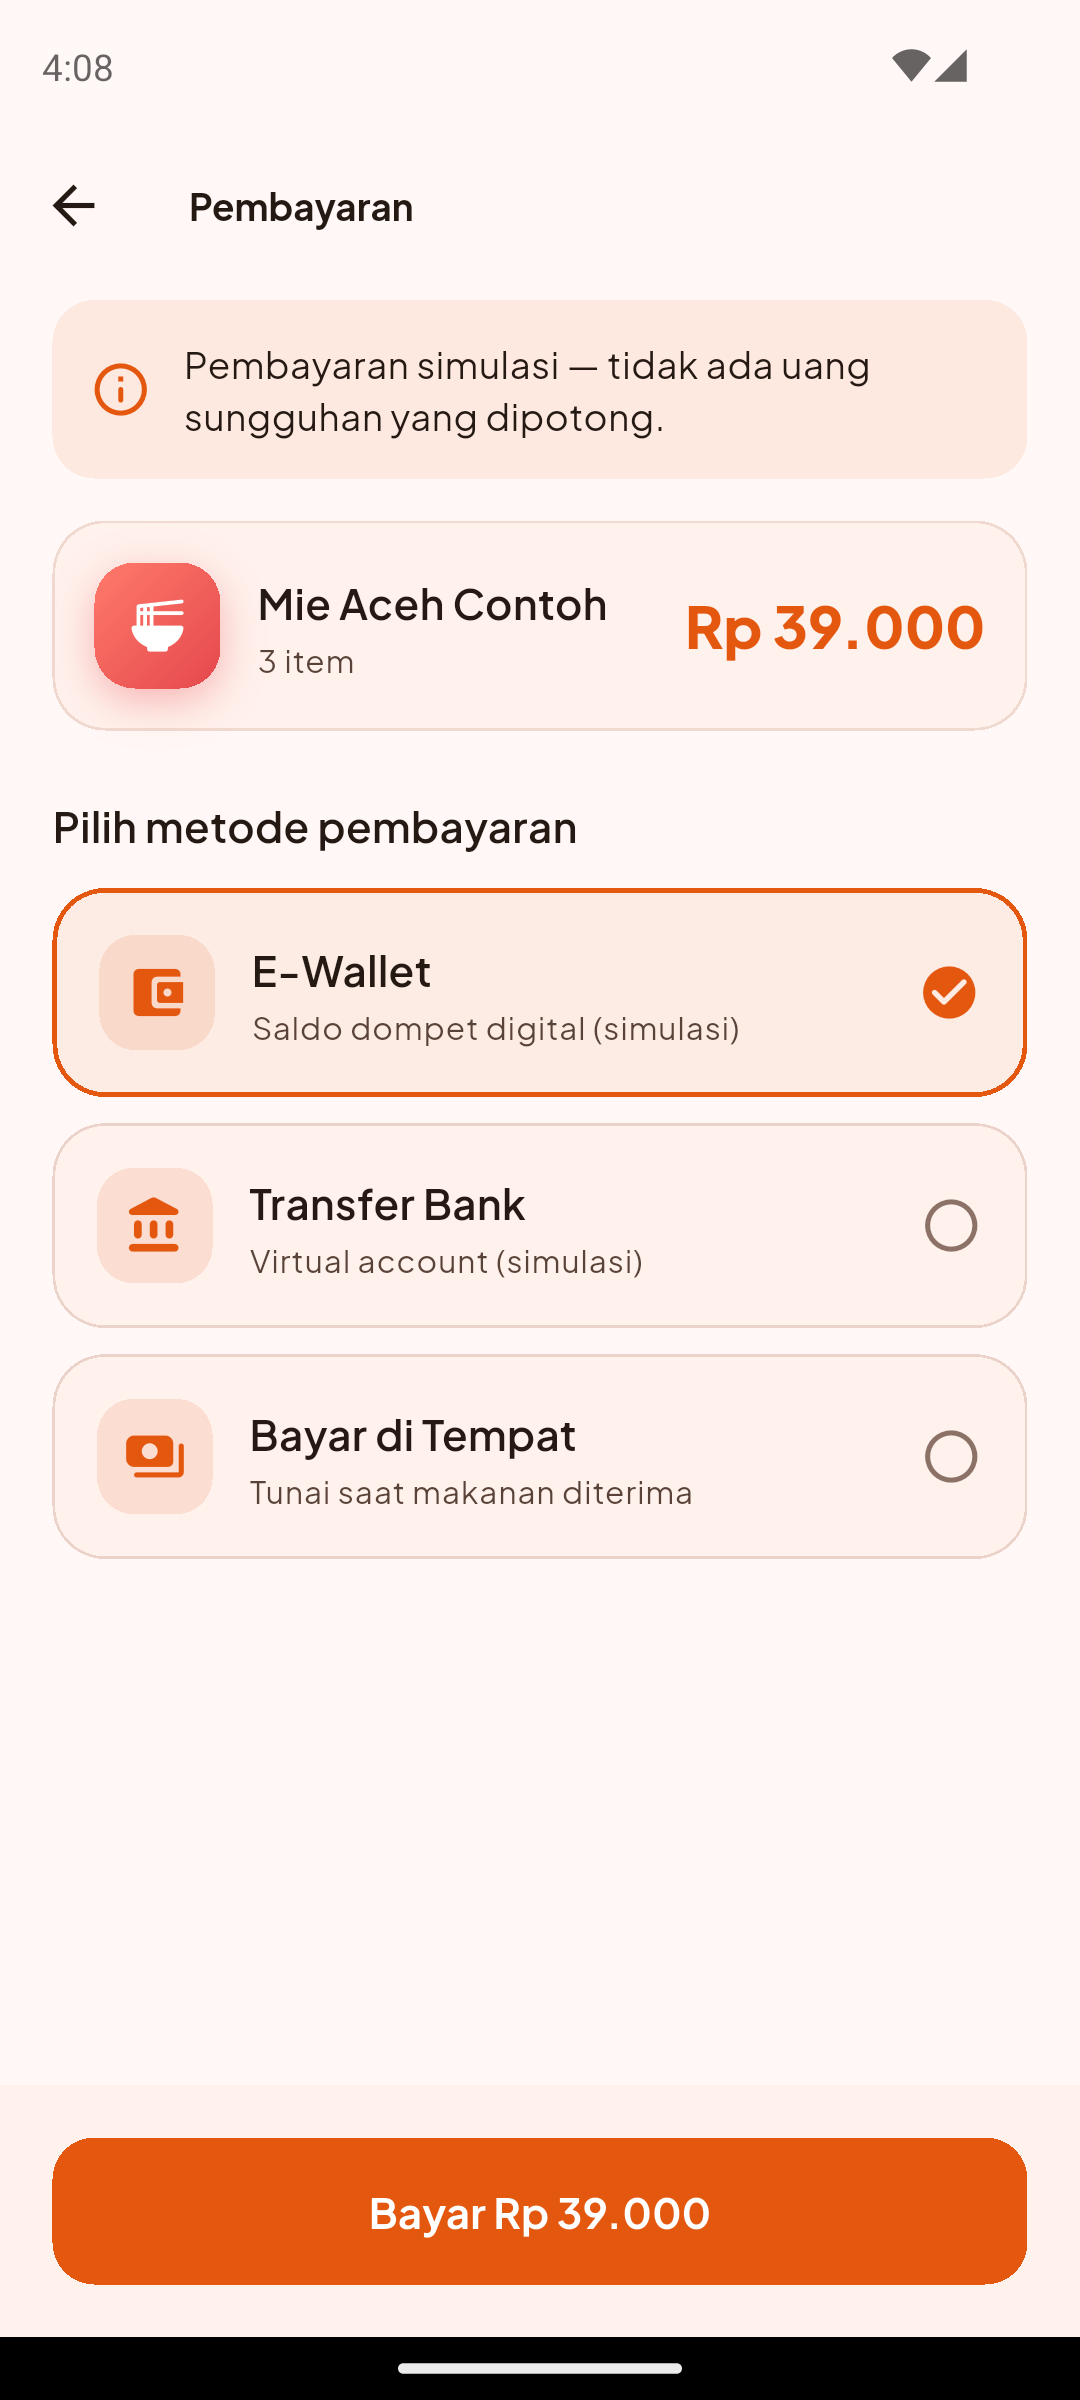 4:08
Pembayaran
Pembayaran simulasi — tidak ada uang
sungguhan yang dipotong.
Mie Aceh Contoh
3 item
Rp 39.000
Pilih metode pembayaran
E-Wallet
Saldo dompet digital (simulasi)
Transfer Bank
Virtual account (simulasi)
Bayar di Tempat
Tunai saat makanan diterima
Bayar Rp 39.000